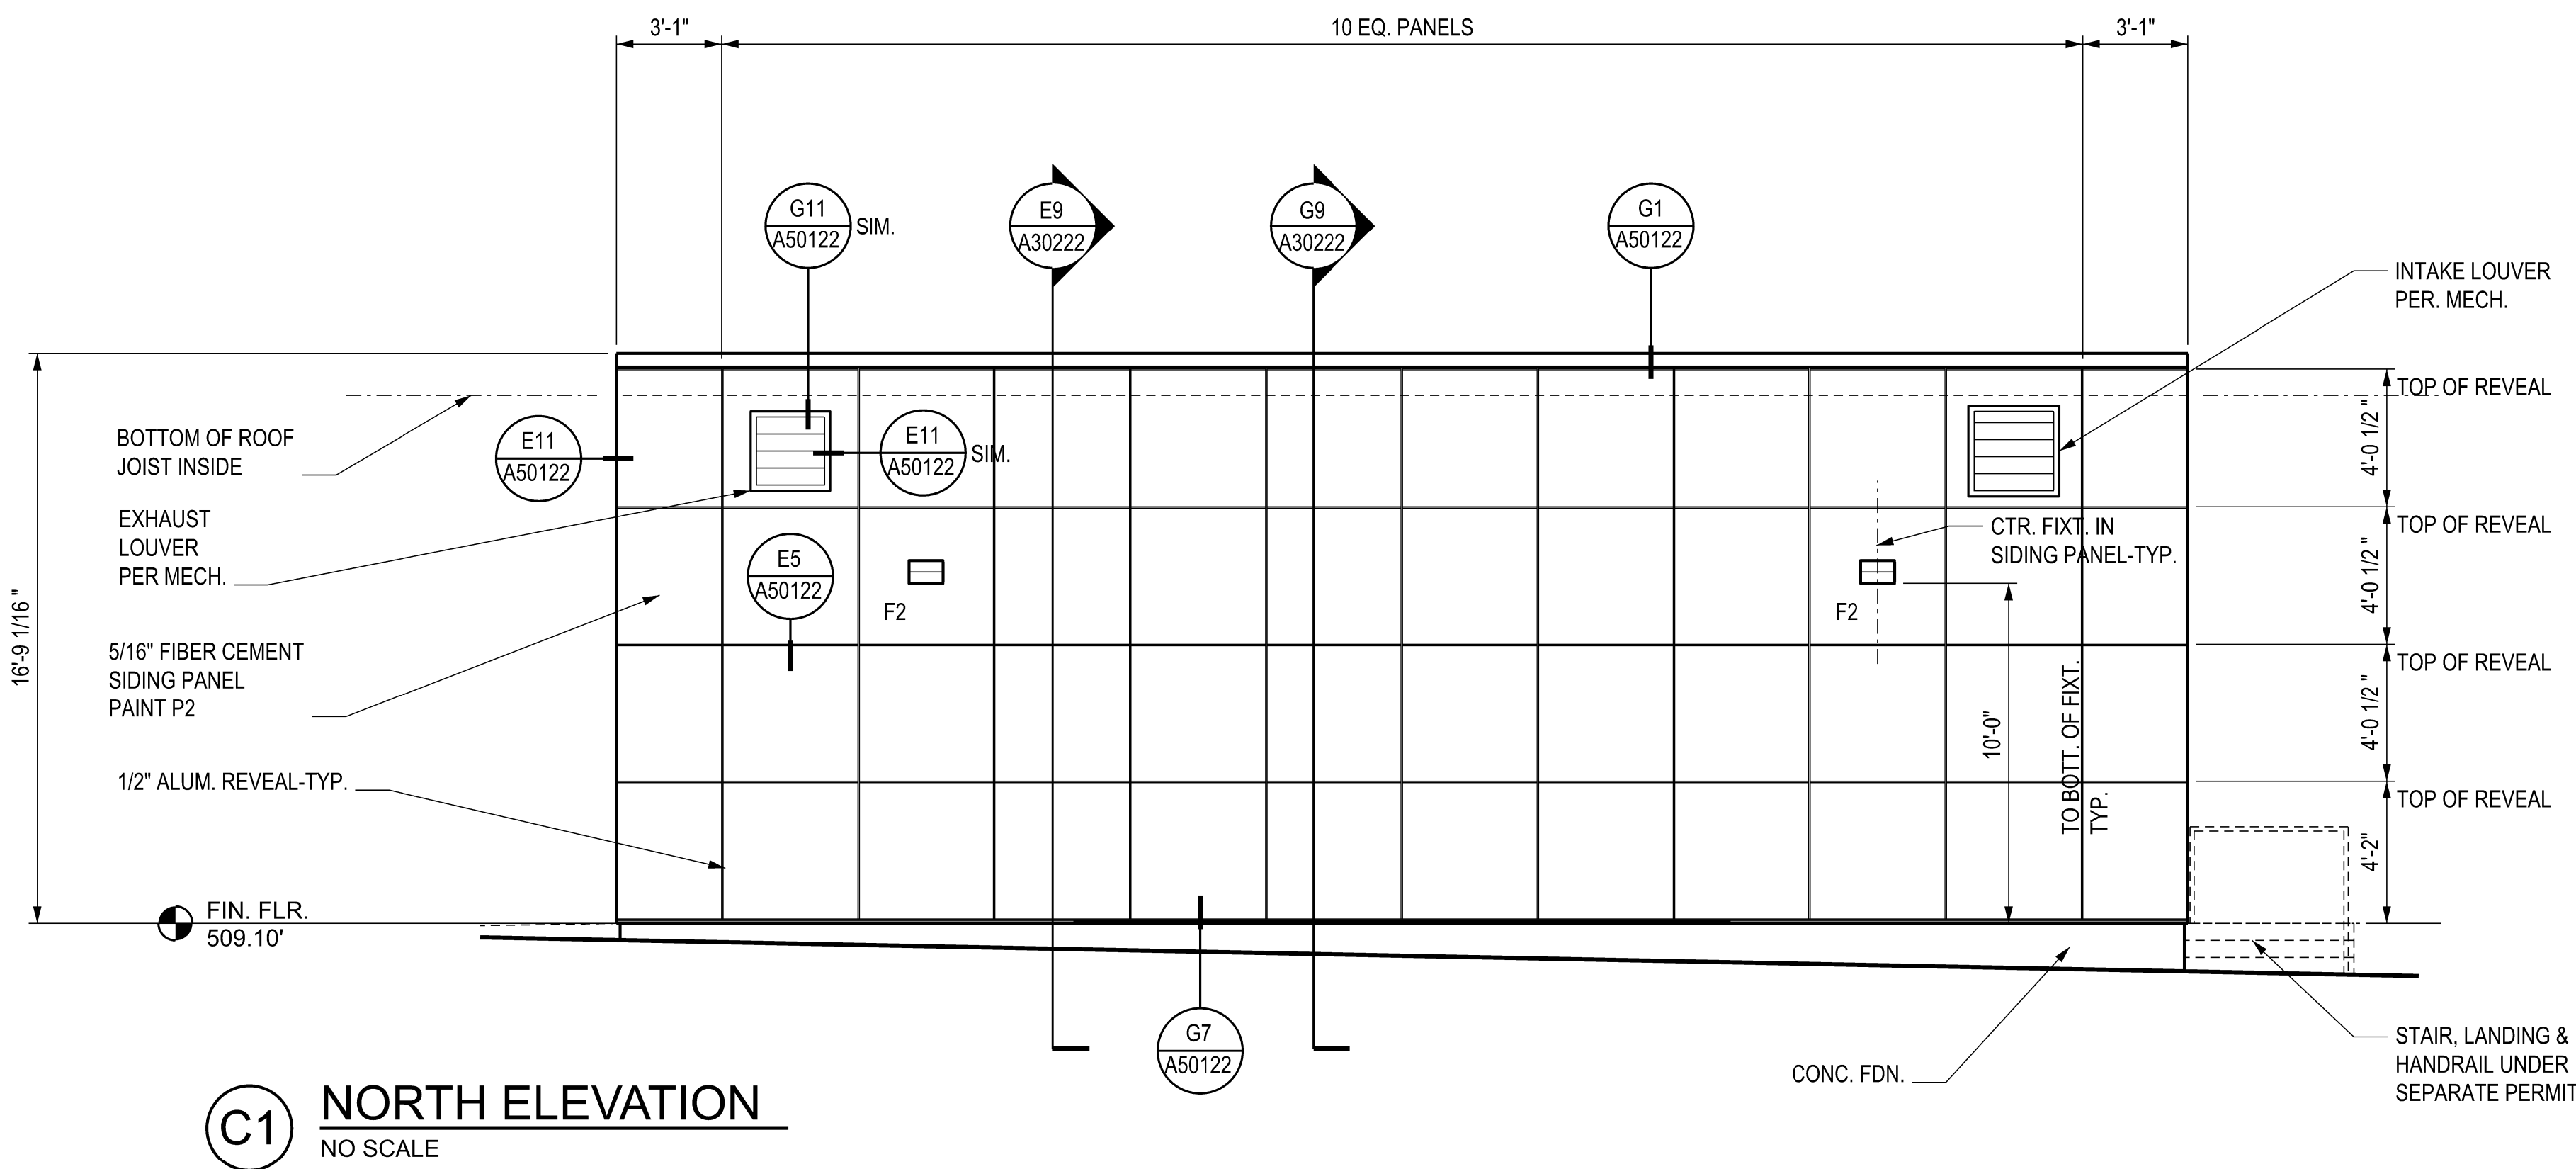 3'-1"
10 EQ. PANELS
3'-1"
G11
A50122
SIM.
E9
A30222
G9
A30222
G1
A50122
INTAKE LOUVER
PER. MECH.
TOP OF REVEAL
BOTTOM OF ROOF
JOIST INSIDE
E11
A50122
E11
A50122
SIM.
4'-0 1/2 "
EXHAUST
LOUVER
PER MECH.
TOP OF REVEAL
CTR. FIXT. IN
SIDING PANEL-TYP.
E5
A50122
F2
F2
4'-0 1/2 "
16'-9 1/16 "
5/16" FIBER CEMENT
SIDING PANEL
PAINT P2
TOP OF REVEAL
4'-0 1/2 "
10'-0"
TO BOTT. OF FIXT.
TYP.
1/2" ALUM. REVEAL-TYP.
TOP OF REVEAL
4'-2"
FIN. FLR.
509.10'
G7
A50122
CONC. FDN.
STAIR, LANDING &
HANDRAIL UNDER
SEPARATE PERMIT
C1
NORTH ELEVATION
NO SCALE